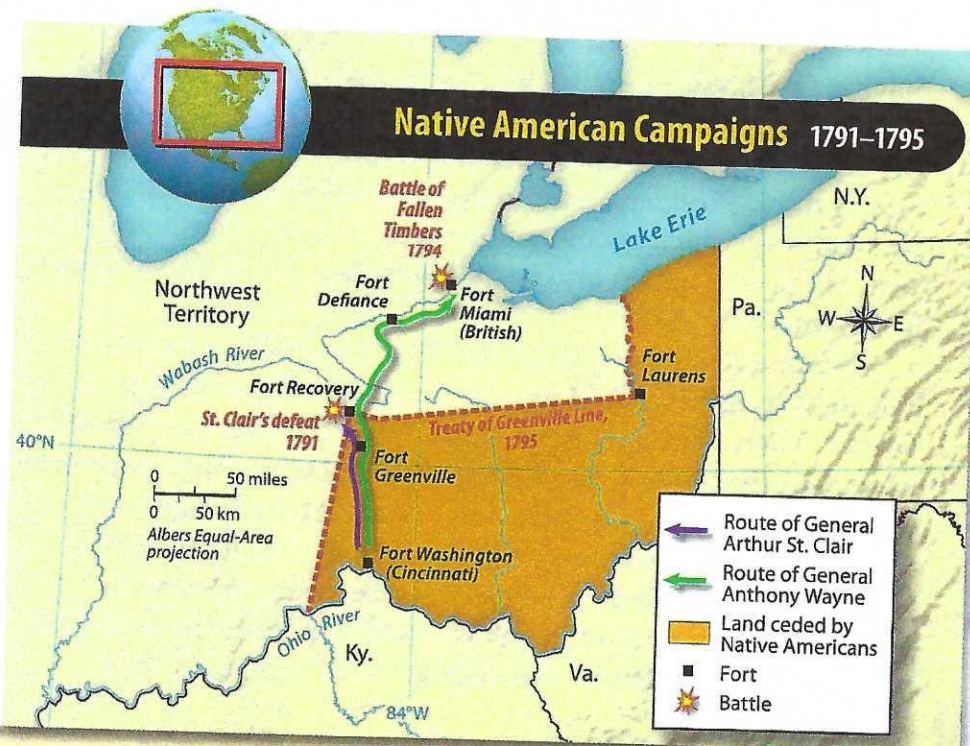 Native American Campaigns 1791–1795
Battle of
Fallen
Timbers
1794
Lake Erie
N.Y.
Fort
Defiance
Fort
Miami
(British)
Northwest
Territory
Pa.
N
W
E
S
Wabash River
Fort
Laurens
Fort Recovery
St. Clair's defeat
1791
Treaty of Greenville Line,
1795
40°N
Fort
Greenville
0 50 miles
0 50 km
Albers Equal-Area
projection
Fort Washington
(Cincinnati)
Ohio River
Ky.
Va.
84°W
Route of General
Arthur St. Clair
Route of General
Anthony Wayne
Land ceded by
Native Americans
Fort
Battle